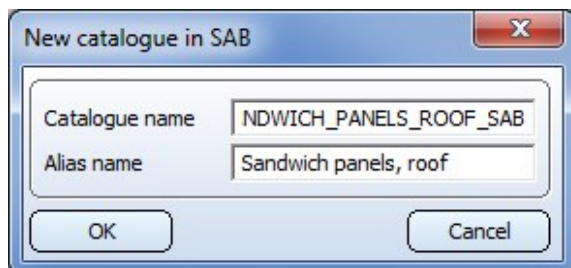 New catalogue in SAB
Catalogue name NDWICH_PANELS_ROOF_SAB
Alias name Sandwich panels, roof
OK Cancel